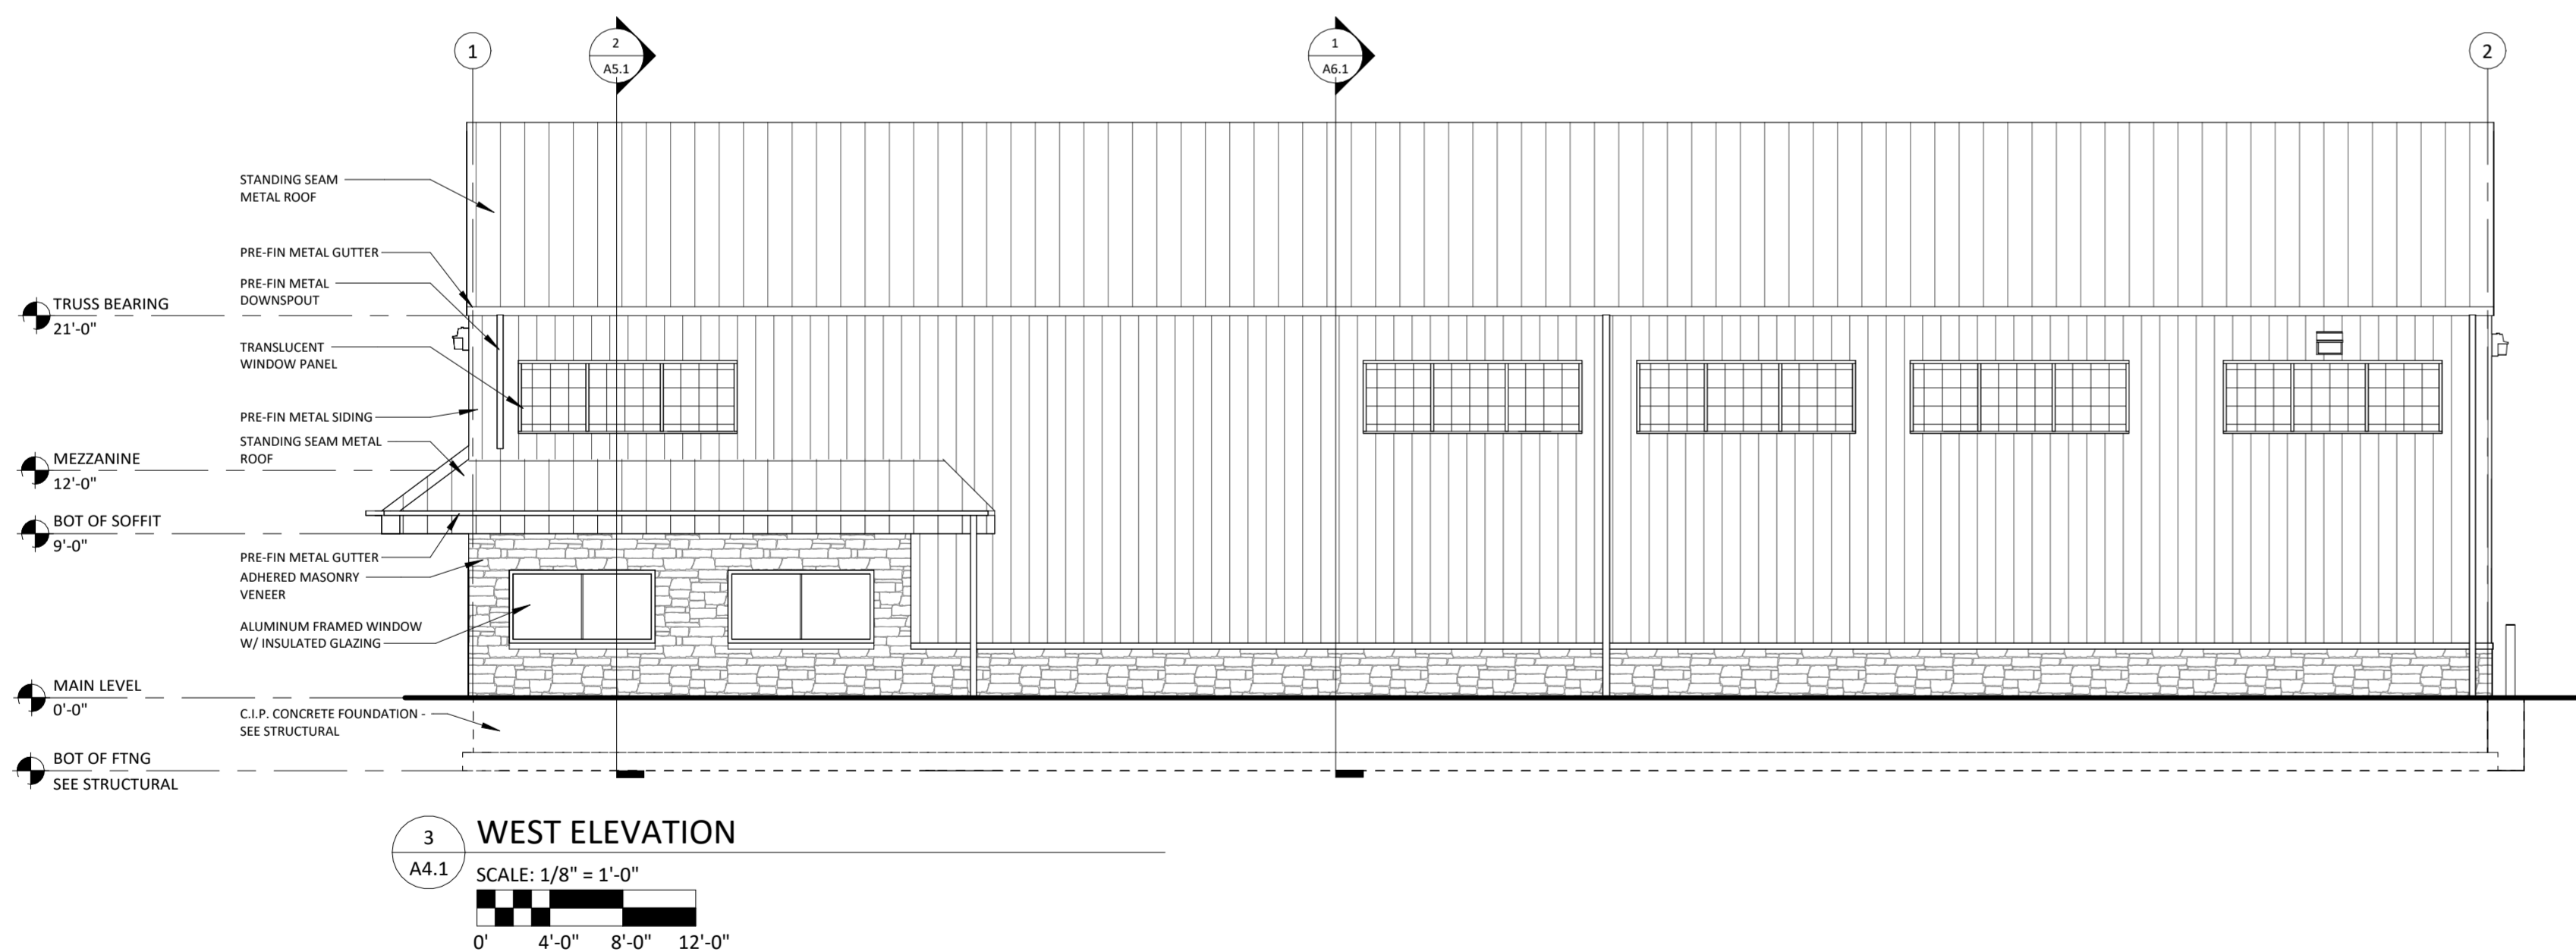 1
2
A5.1
1
A6.1
2
STANDING SEAM
METAL ROOF
PRE-FIN METAL GUTTER
PRE-FIN METAL
DOWNSPOUT
TRUSS BEARING
21'-0"
TRANSLUCENT
WINDOW PANEL
PRE-FIN METAL SIDING
STANDING SEAM METAL
ROOF
MEZZANINE
12'-0"
BOT OF SOFFIT
9'-0"
PRE-FIN METAL GUTTER
ADHERED MASONRY
VENEER
ALUMINUM FRAMED WINDOW
W/ INSULATED GLAZING
MAIN LEVEL
0'-0"
C.I.P. CONCRETE FOUNDATION -
SEE STRUCTURAL
BOT OF FTNG
SEE STRUCTURAL
3
A4.1
WEST ELEVATION
SCALE: 1/8" = 1'-0"
0' 4'-0" 8'-0" 12'-0"